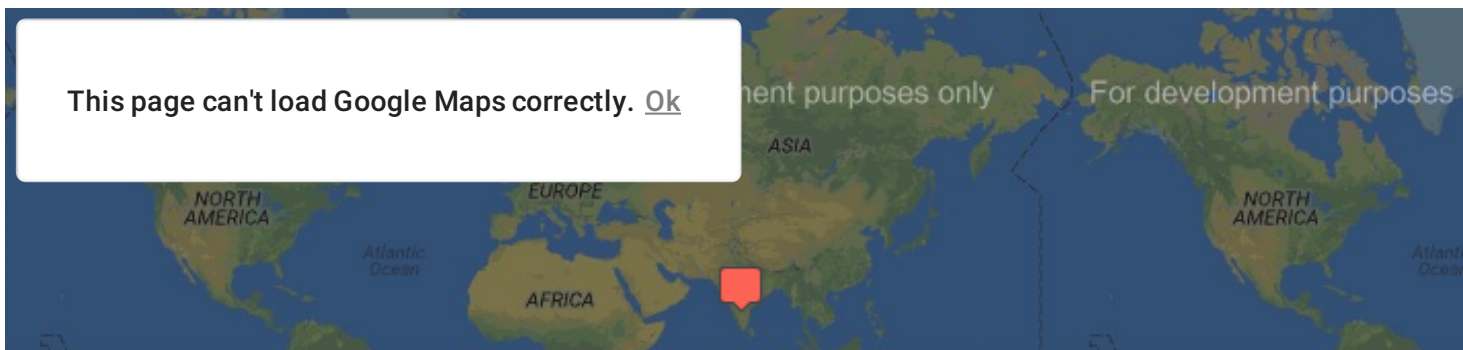 This page can't load Google Maps correctly. Ok
ment purposes only
For development purposes
ASIA
NORTH
AMERICA
EUROPE
NORTH
AMERICA
Atlantic
Ocean
AFRICA